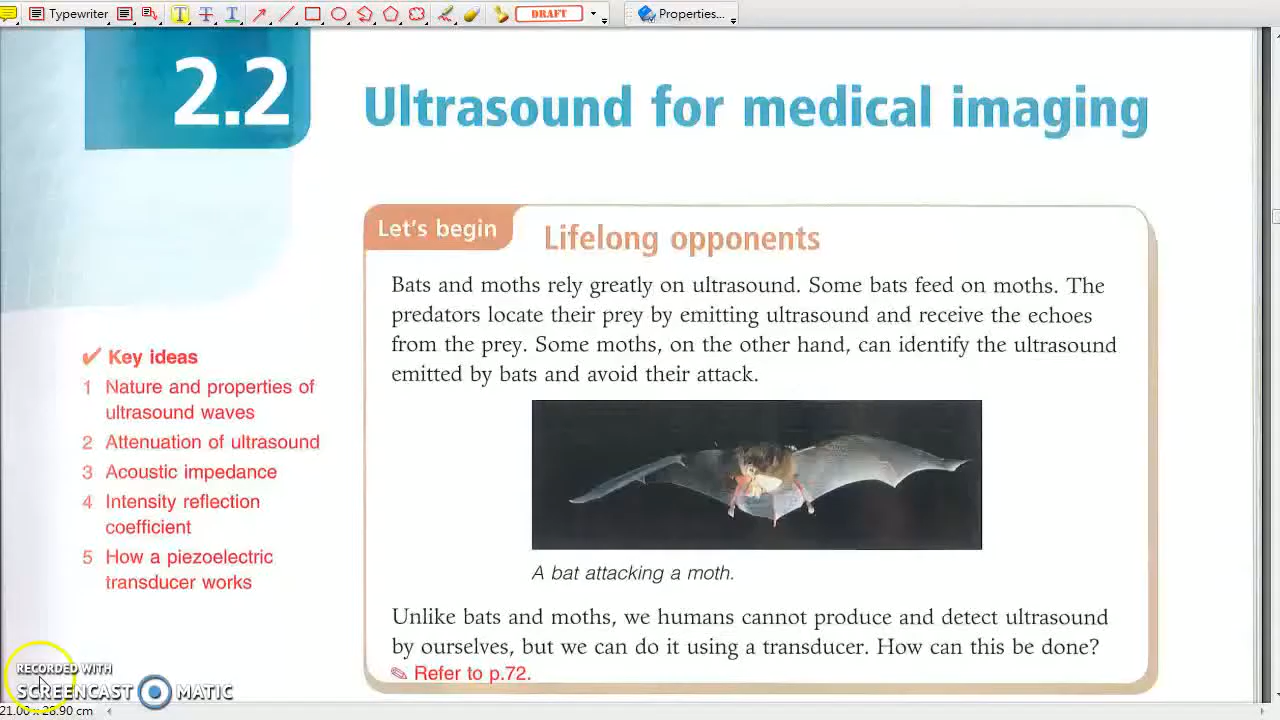 Typewriter
DRAFT
Properties...
2.2
Ultrasound for medical imaging
Let's begin
Lifelong opponents
Bats and moths rely greatly on ultrasound. Some bats feed on moths. The
predators locate their prey by emitting ultrasound and receive the echoes
from the prey. Some moths, on the other hand, can identify the ultrasound
emitted by bats and avoid their attack.
✔ Key ideas
1 Nature and properties of
ultrasound waves
2 Attenuation of ultrasound
3 Acoustic impedance
4 Intensity reflection
coefficient
5 How a piezoelectric
transducer works
A bat attacking a moth.
Unlike bats and moths, we humans cannot produce and detect ultrasound
by ourselves, but we can do it using a transducer. How can this be done?
✎ Refer to p.72.
RECORDED WITH
SCREENCAST MATIC
21.00 x 28.90 cm